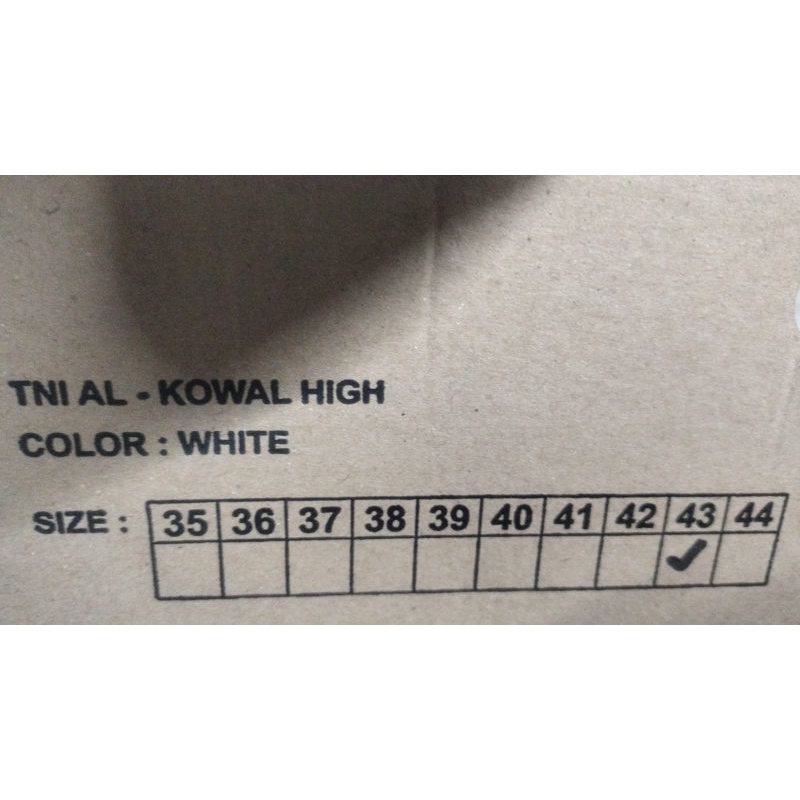 TNI AL - KOWAL HIGH
COLOR : WHITE
SIZE : 35 36 37 38 39 40 41 42 43 44
✓